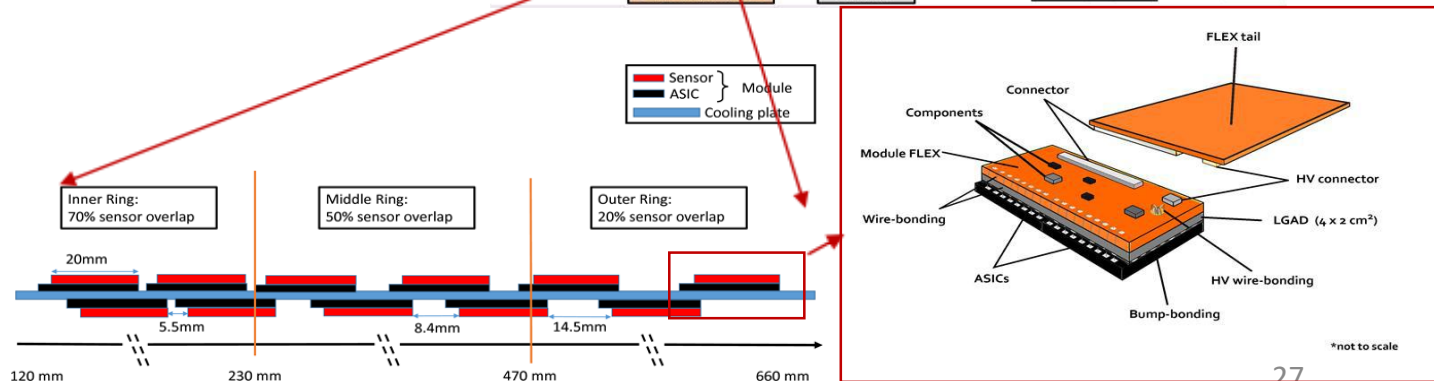 Sensor
ASIC
Module
Cooling plate
Inner Ring:
70% sensor overlap
Middle Ring:
50% sensor overlap
Outer Ring:
20% sensor overlap
20mm
5.5mm
8.4mm
14.5mm
120 mm
230 mm
470 mm
660 mm
FLEX tail
Connector
Components
Module FLEX
HV connector
Wire-bonding
LGAD (4 x 2 cm²)
ASICs
HV wire-bonding
Bump-bonding
*not to scale
27